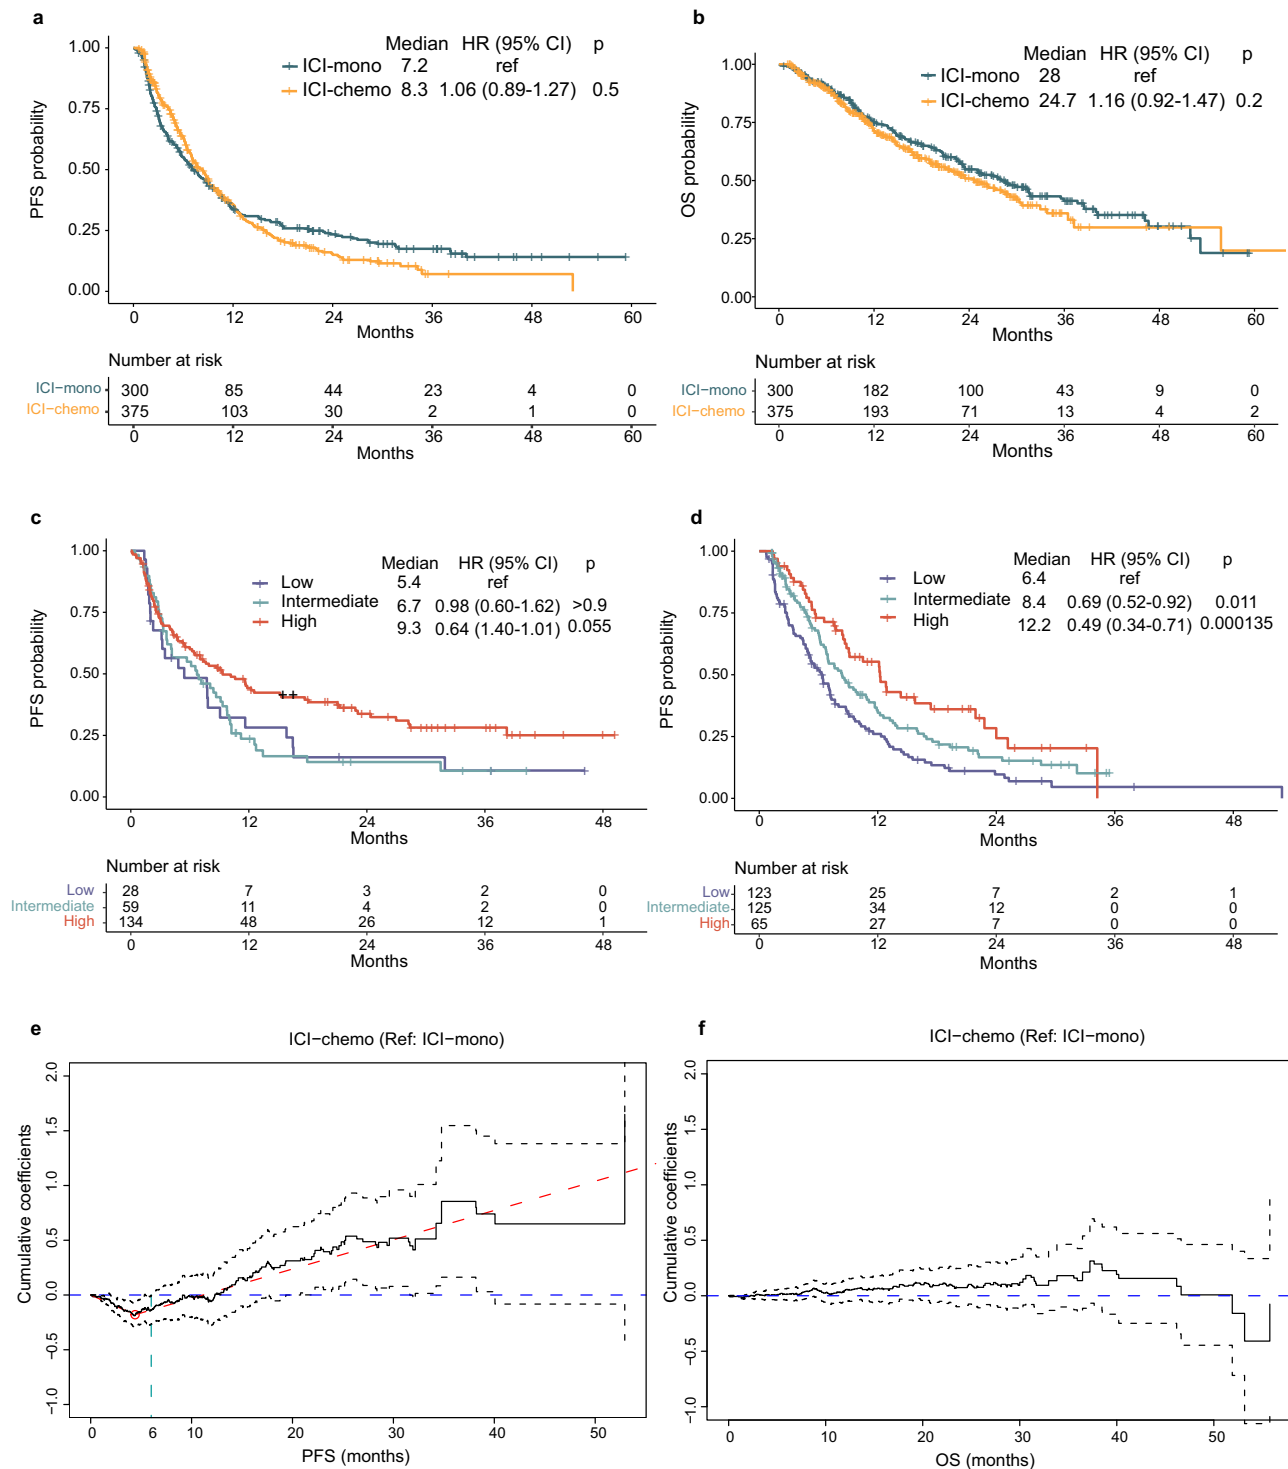 a
Median HR (95% CI) p
ICI-mono 7.2 ref
ICI-chemo 8.3 1.06 (0.89-1.27) 0.5
PFS probability
1.00
0.75
0.50
0.25
0.00
0 12 24 36 48 60
Months
Number at risk
ICI−mono 300 85 44 23 4 0
ICI−chemo 375 103 30 2 1 0
0 12 24 36 48 60
Months
b
Median HR (95% CI) p
ICI-mono 28 ref
ICI-chemo 24.7 1.16 (0.92-1.47) 0.2
OS probability
1.00
0.75
0.50
0.25
0.00
0 12 24 36 48 60
Months
Number at risk
ICI−mono 300 182 100 43 9 0
ICI−chemo 375 193 71 13 4 2
0 12 24 36 48 60
Months
c
Median HR (95% CI) p
Low 5.4 ref
Intermediate 6.7 0.98 (0.60-1.62) >0.9
High 9.3 0.64 (1.40-1.01) 0.055
PFS probability
1.00
0.75
0.50
0.25
0.00
0 12 24 36 48
Months
Number at risk
Low 28 7 3 2 0
Intermediate 59 11 4 2 0
High 134 48 26 12 1
0 12 24 36 48
Months
d
Median HR (95% CI) p
Low 6.4 ref
Intermediate 8.4 0.69 (0.52-0.92) 0.011
High 12.2 0.49 (0.34-0.71) 0.000135
PFS probability
1.00
0.75
0.50
0.25
0.00
0 12 24 36 48
Months
Number at risk
Low 123 25 7 2 1
Intermediate 125 34 12 0 0
High 65 27 7 0 0
0 12 24 36 48
Months
e
ICI−chemo (Ref: ICI−mono)
Cumulative coefficients
2.0
1.5
1.0
0.5
0.0
−0.5
−1.0
0 6 10 20 30 40 50
PFS (months)
f
ICI−chemo (Ref: ICI−mono)
Cumulative coefficients
2.0
1.5
1.0
0.5
0.0
−0.5
−1.0
0 10 20 30 40 50
OS (months)